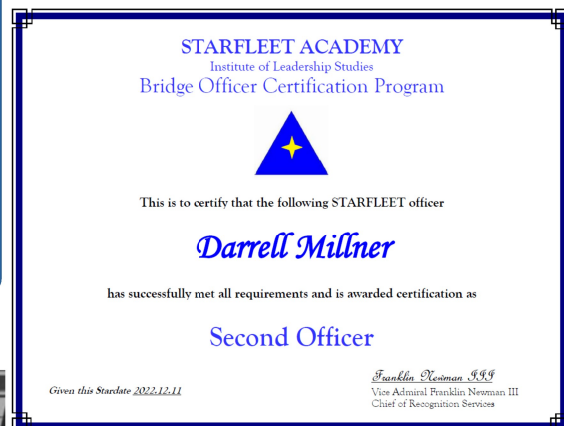 STARFLEET ACADEMY
Institute of Leadership Studies
Bridge Officer Certification Program
This is to certify that the following STARFLEET officer
Darrell Millner
has successfully met all requirements and is awarded certification as
Second Officer
Given this Stardate 2022.12.11
Franklin Newman III
Vice Admiral Franklin Newman III
Chief of Recognition Services